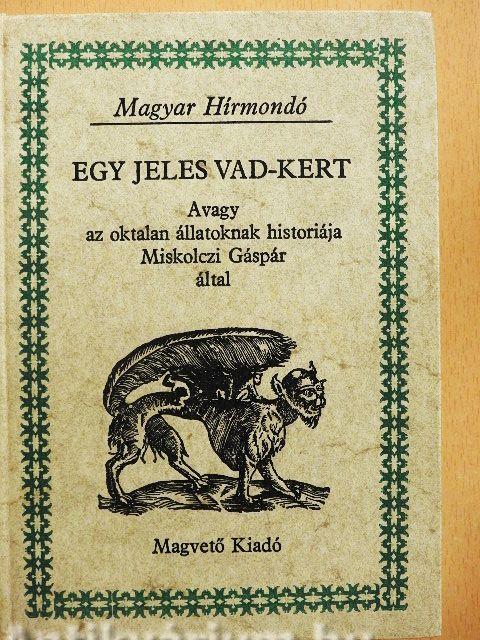 Magyar Hírmondó
EGY JELES VAD-KERT
Avagy
az oktalan állatoknak historiája
Miskolczi Gáspár
által
Magvető Kiadó